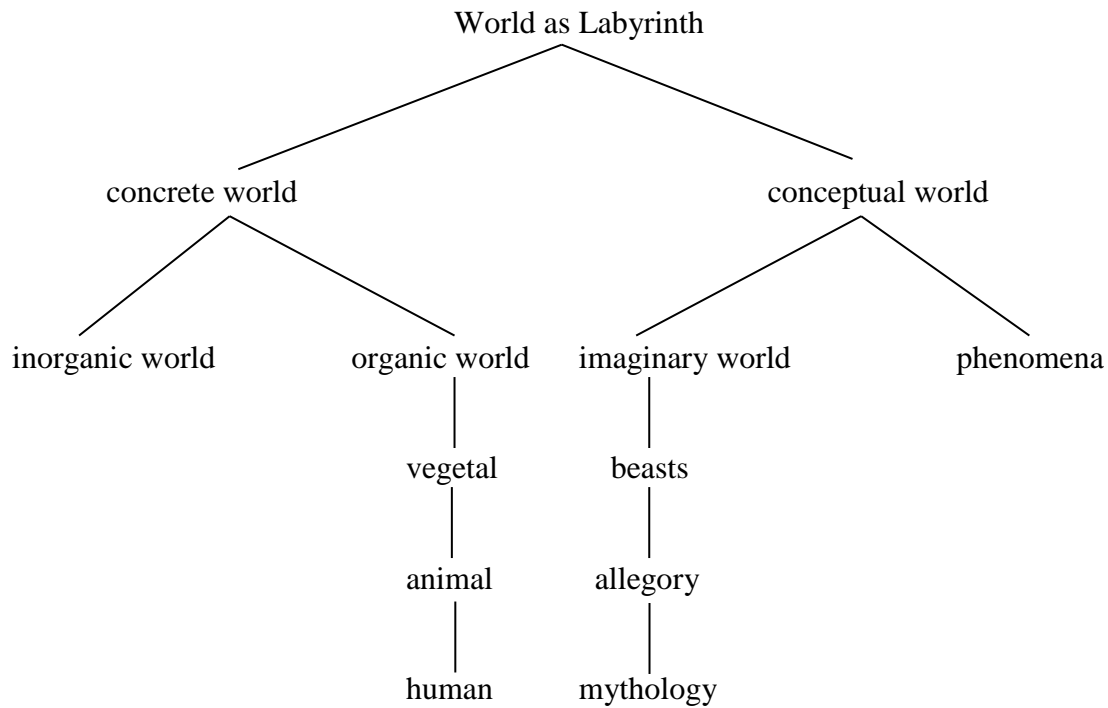 World as Labyrinth
concrete world conceptual world
inorganic world organic world imaginary world phenomena
vegetal beasts
animal allegory
human mythology